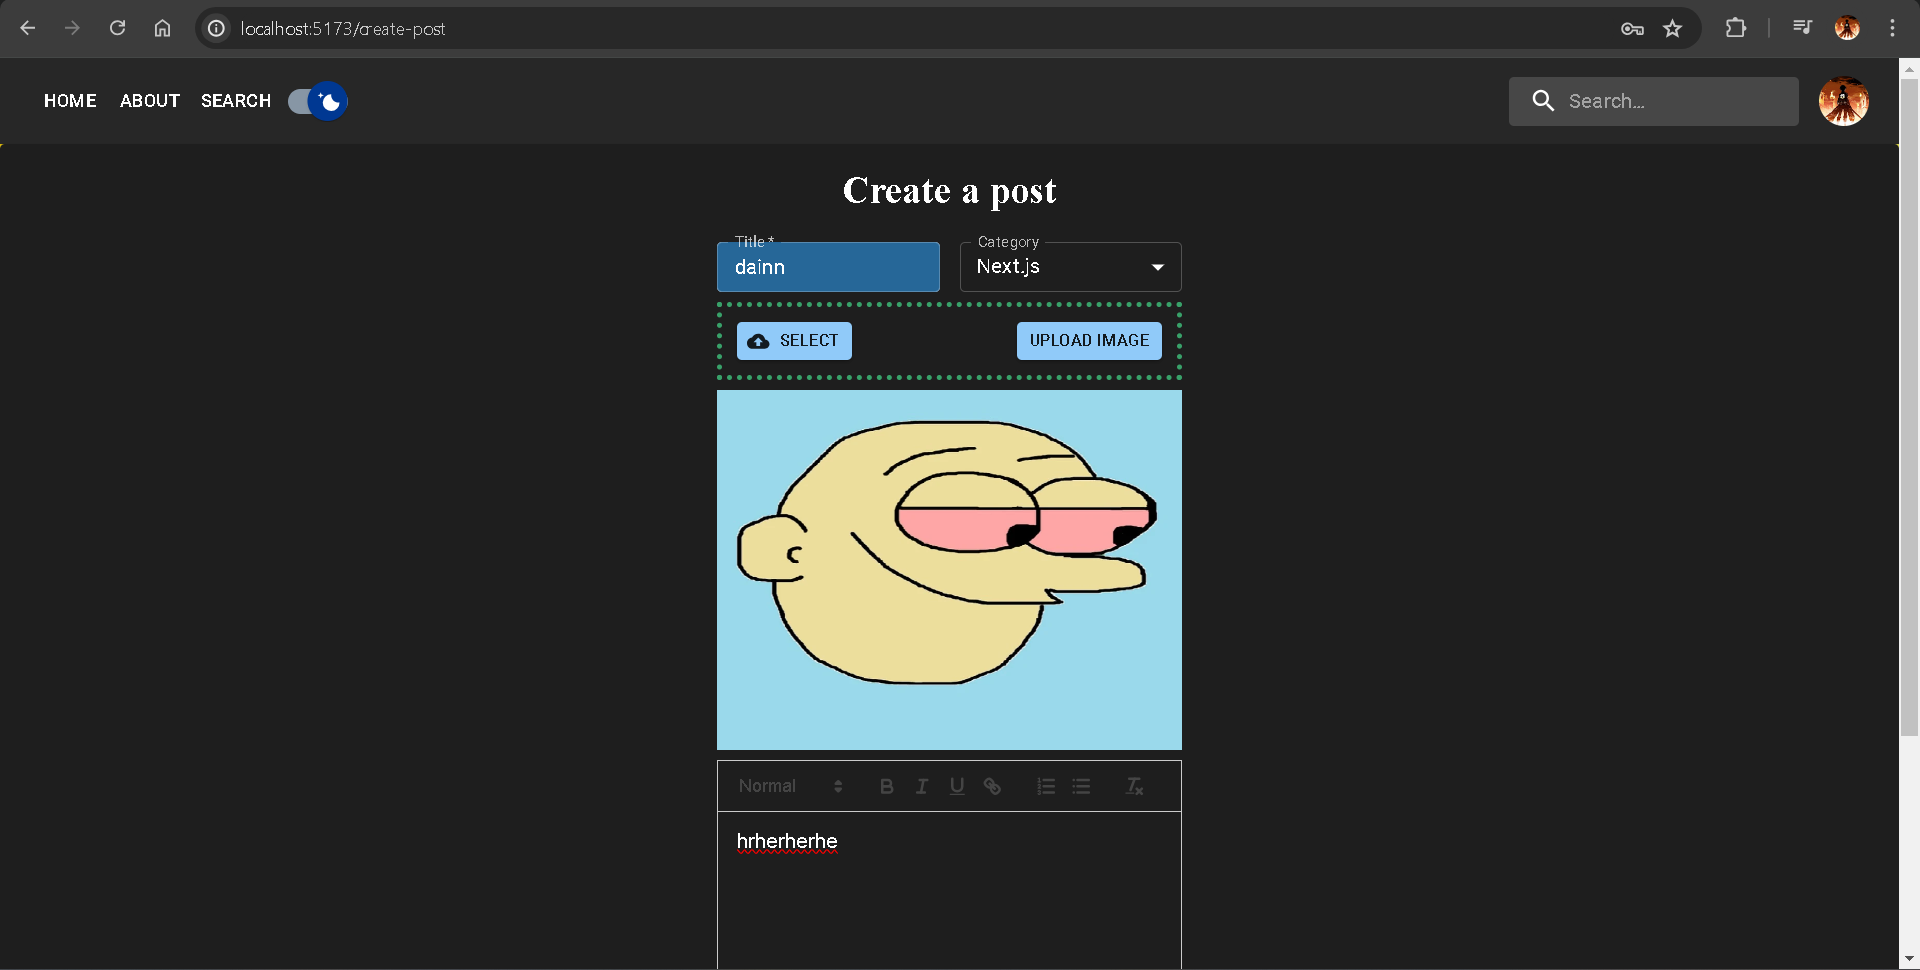 localhost:5173/create-post
HOME ABOUT SEARCH
Search...
Create a post
Title *
dainn
Category
Next.js
SELECT
UPLOAD IMAGE
Normal
hrherherhe